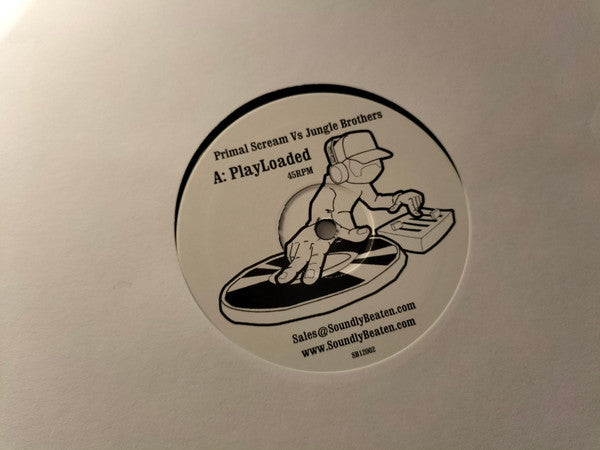 Primal Scream Vs Jungle Brothers
A: PlayLoaded
45RPM
Sales@SoundlyBeaten.com
www.SoundlyBeaten.com
SB12002